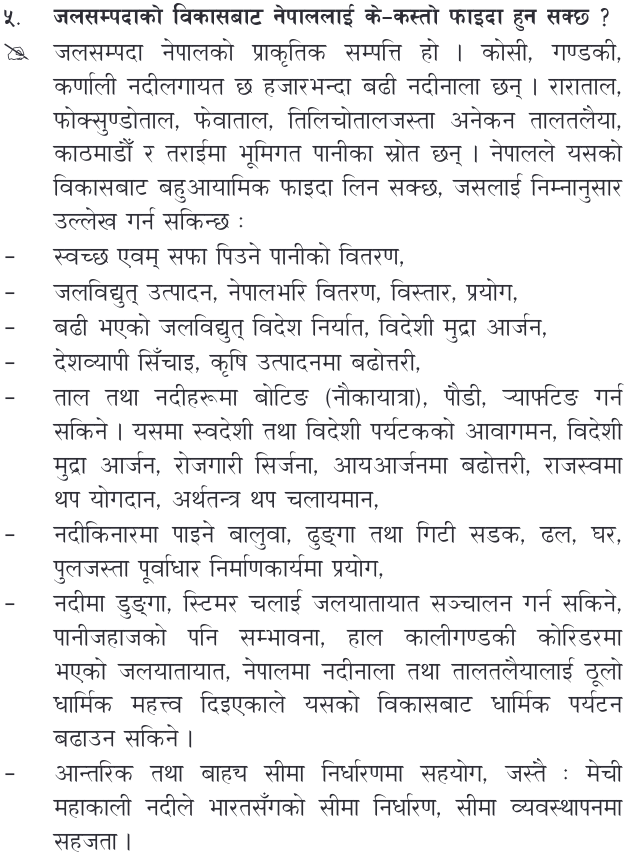 ५. जलसम्पदाको विकासबाट नेपाललाई के-कस्तो फाइदा हुन सक्छ ?
जलसम्पदा नेपालको प्राकृतिक सम्पत्ति हो । कोसी, गण्डकी,
कर्णाली नदीलगायत छ हजारभन्दा बढी नदीनाला छन् । राराताल,
फोक्सुण्डोताल, फेवाताल, तिलिचोतालजस्ता अनेकन तालतलैया,
काठमाडौँ र तराईमा भूमिगत पानीका स्रोत छन् । नेपालले यसको
विकासबाट बहुआयामिक फाइदा लिन सक्छ, जसलाई निम्नानुसार
उल्लेख गर्न सकिन्छ :
- स्वच्छ एवम् सफा पिउने पानीको वितरण,
- जलविद्युत् उत्पादन, नेपालभरि वितरण, विस्तार, प्रयोग,
- बढी भएको जलविद्युत् विदेश निर्यात, विदेशी मुद्रा आर्जन,
- देशव्यापी सिँचाइ, कृषि उत्पादनमा बढोत्तरी,
- ताल तथा नदीहरूमा बोटिङ (नौकायात्रा), पौडी, र्‍याफ्टिङ गर्न
सकिने । यसमा स्वदेशी तथा विदेशी पर्यटकको आवागमन, विदेशी
मुद्रा आर्जन, रोजगारी सिर्जना, आयआर्जनमा बढोत्तरी, राजस्वमा
थप योगदान, अर्थतन्त्र थप चलायमान,
- नदीकिनारमा पाइने बालुवा, ढुङ्गा तथा गिटी सडक, ढल, घर,
पुलजस्ता पूर्वाधार निर्माणकार्यमा प्रयोग,
- नदीमा डुङ्गा, स्टिमर चलाई जलयातायात सञ्चालन गर्न सकिने,
पानीजहाजको पनि सम्भावना, हाल कालीगण्डकी कोरिडरमा
भएको जलयातायात, नेपालमा नदीनाला तथा तालतलैयालाई ठूलो
धार्मिक महत्त्व दिइएकाले यसको विकासबाट धार्मिक पर्यटन
बढाउन सकिने ।
- आन्तरिक तथा बाह्य सीमा निर्धारणमा सहयोग, जस्तै : मेची
महाकाली नदीले भारतसँगको सीमा निर्धारण, सीमा व्यवस्थापनमा
सहजता ।